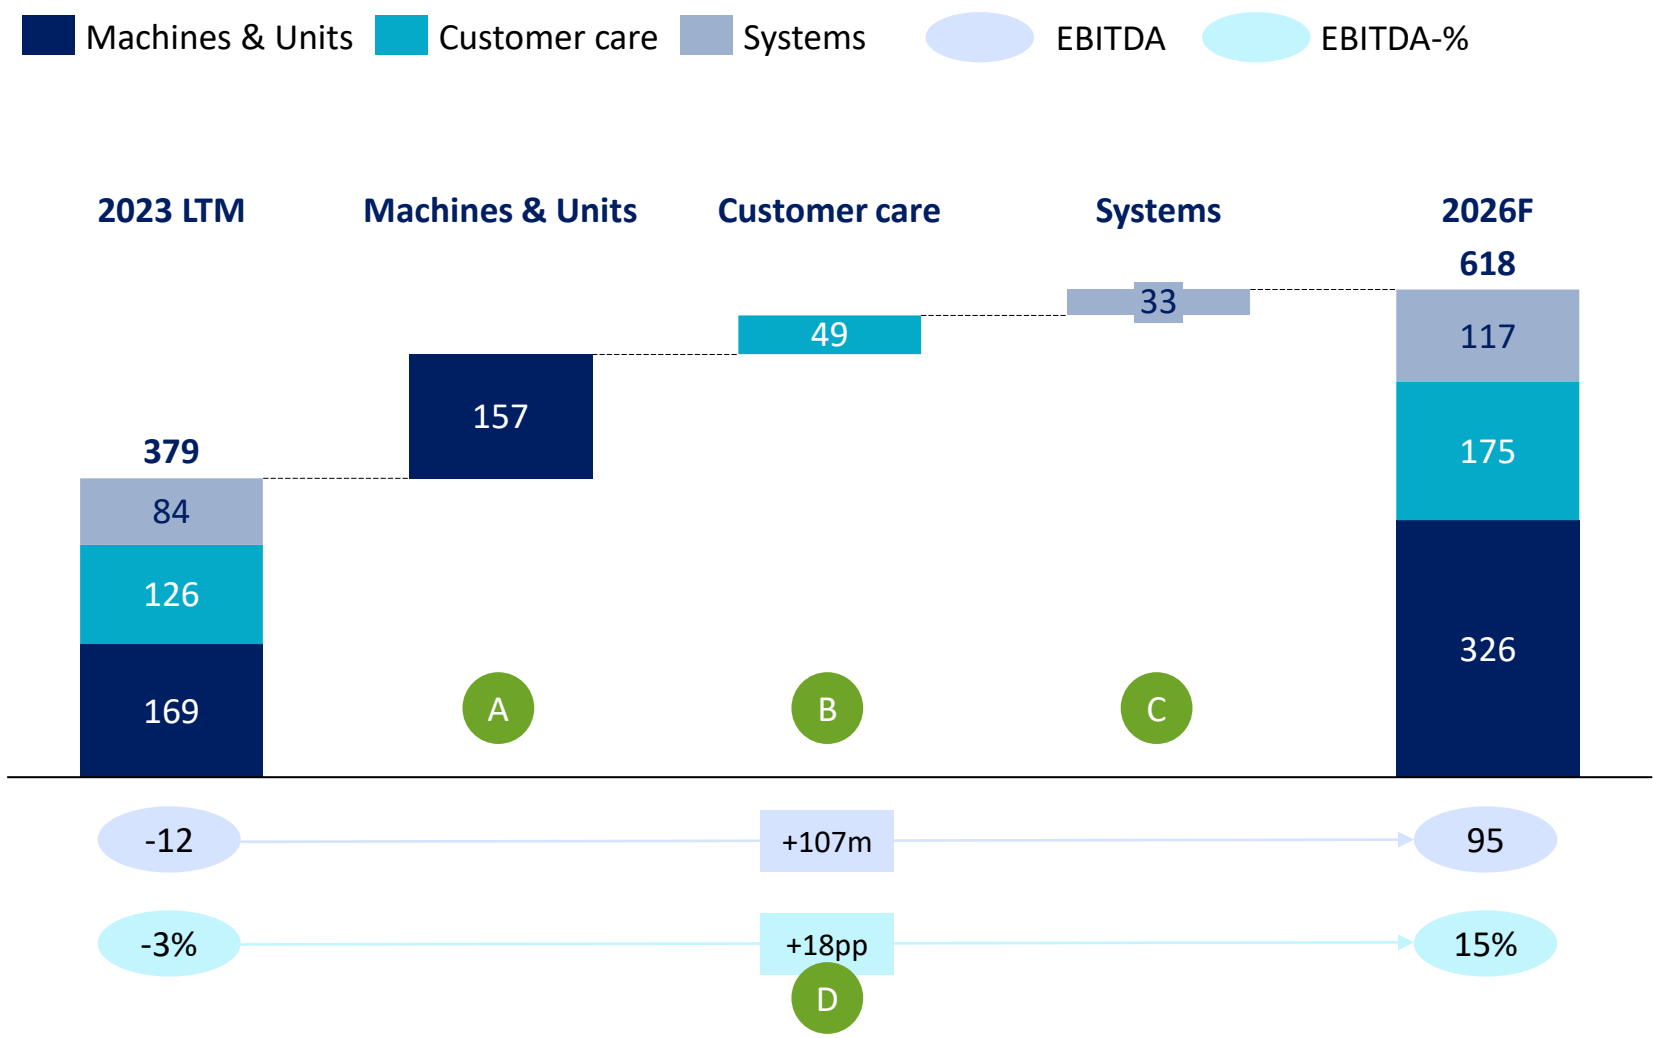 Machines & Units Customer care Systems EBITDA EBITDA-%
2023 LTM Machines & Units Customer care Systems 2026F
618
33
117
49
157
379
175
84
126
326
169
A B C
-12 +107m 95
-3% +18pp 15%
D